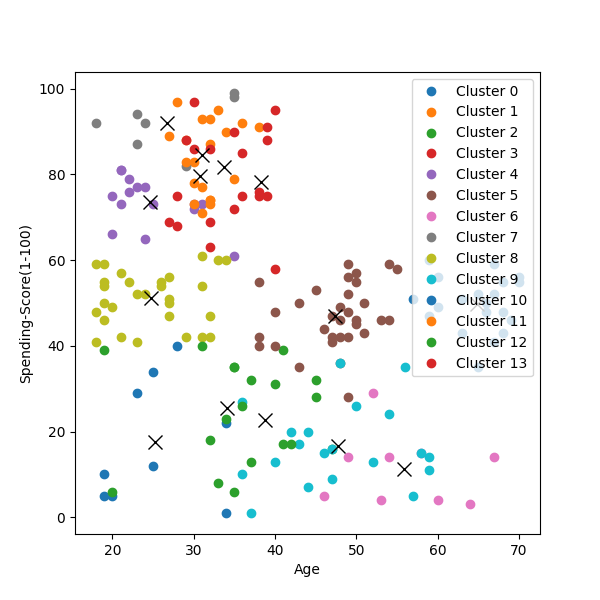 100
80
60
40
20
0
Spending-Score(1-100)
20 30 40 50 60 70
Age
Cluster 0
Cluster 1
Cluster 2
Cluster 3
Cluster 4
Cluster 5
Cluster 6
Cluster 7
Cluster 8
Cluster 9
Cluster 10
Cluster 11
Cluster 12
Cluster 13